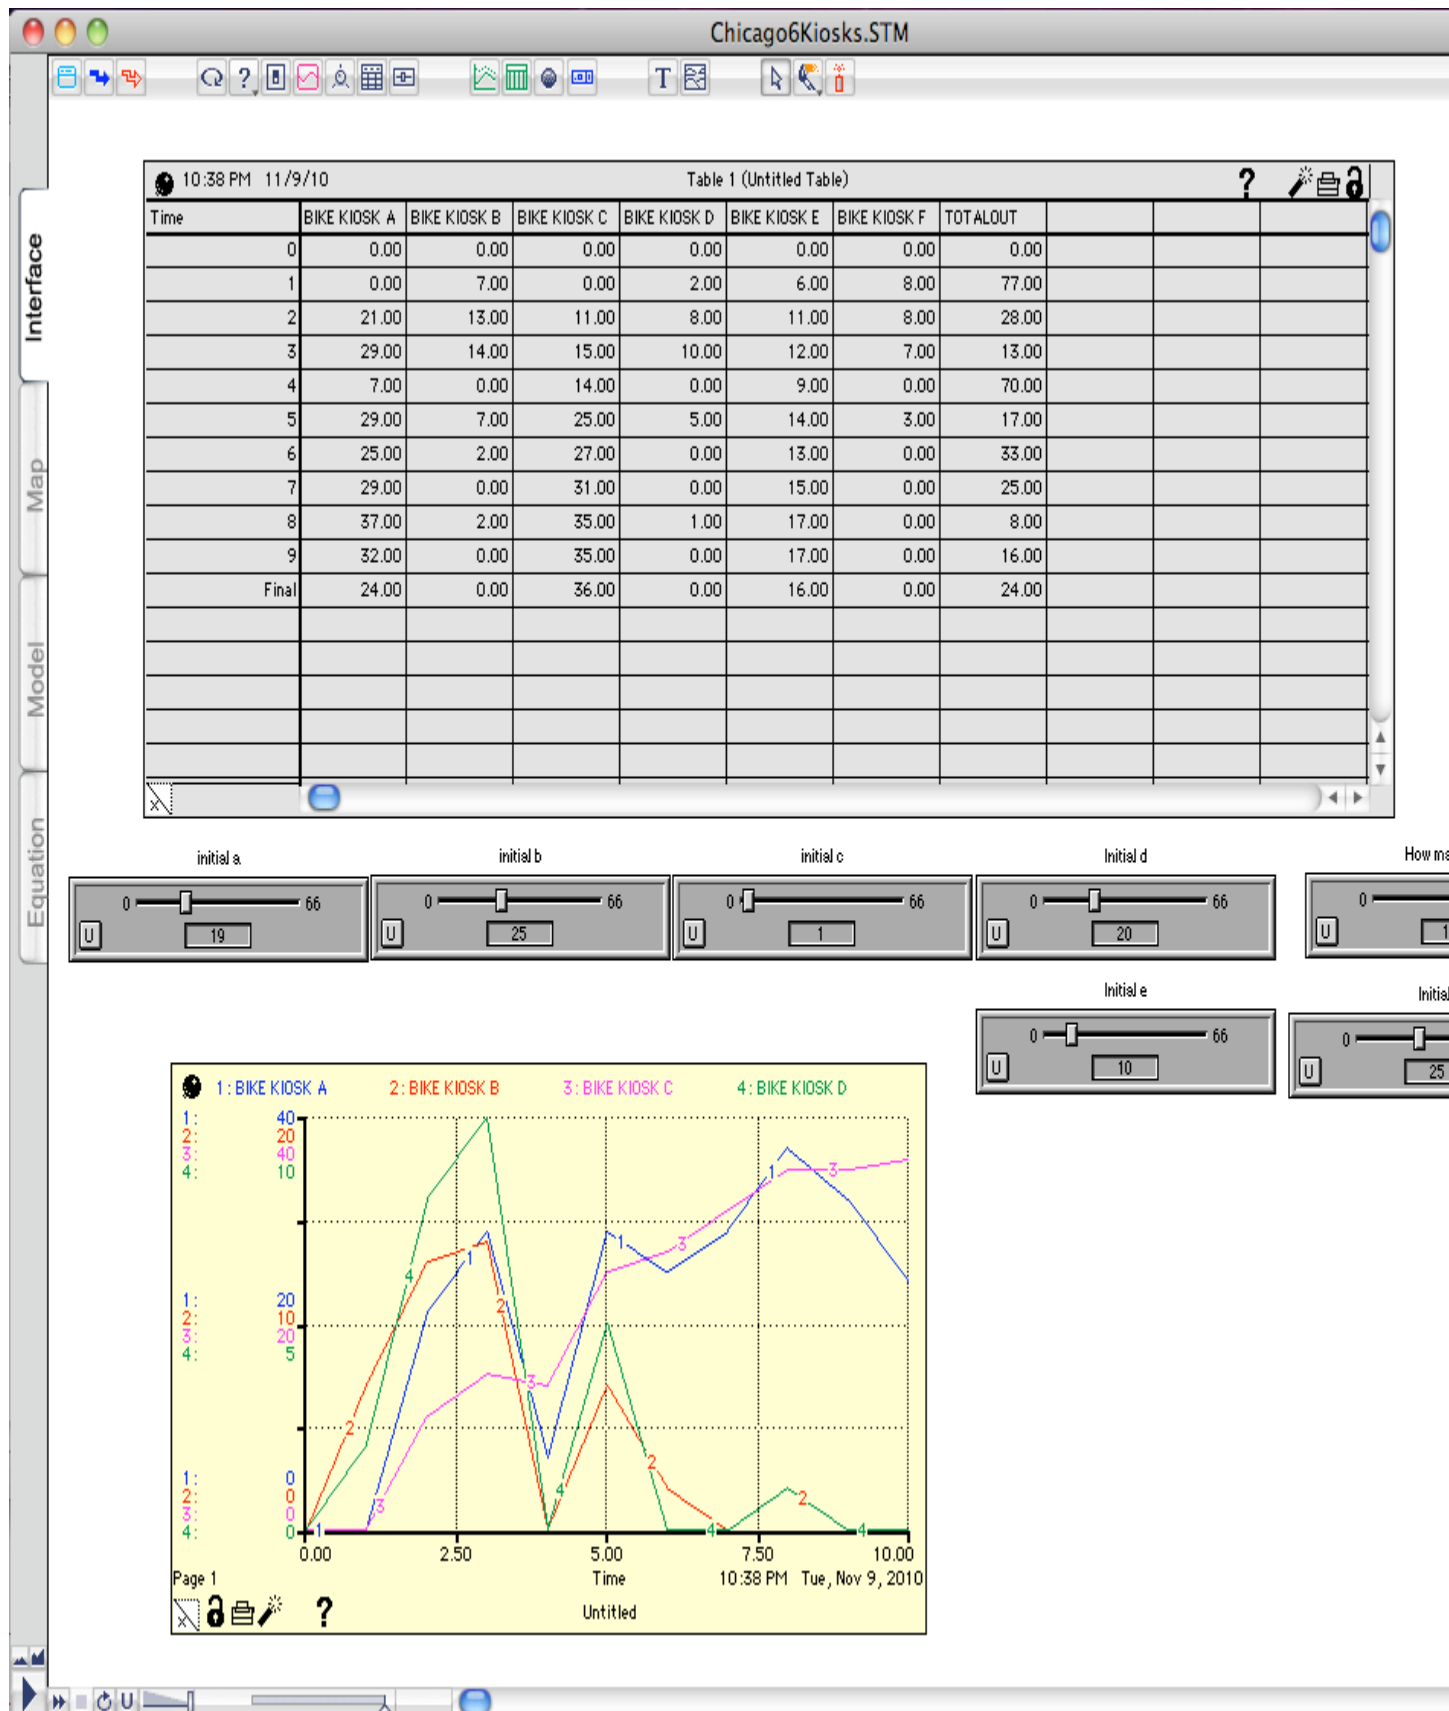 Chicago6Kiosks.STM
T
Interface
Map
Model
Equation
10:38 PM 11/9/10 Table 1 (Untitled Table) ?
Time BIKE KIOSK A BIKE KIOSK B BIKE KIOSK C BIKE KIOSK D BIKE KIOSK E BIKE KIOSK F TOTALOUT
0 0.00 0.00 0.00 0.00 0.00 0.00 0.00
1 0.00 7.00 0.00 2.00 6.00 8.00 77.00
2 21.00 13.00 11.00 8.00 11.00 8.00 28.00
3 29.00 14.00 15.00 10.00 12.00 7.00 13.00
4 7.00 0.00 14.00 0.00 9.00 0.00 70.00
5 29.00 7.00 25.00 5.00 14.00 3.00 17.00
6 25.00 2.00 27.00 0.00 13.00 0.00 33.00
7 29.00 0.00 31.00 0.00 15.00 0.00 25.00
8 37.00 2.00 35.00 1.00 17.00 0.00 8.00
9 32.00 0.00 35.00 0.00 17.00 0.00 16.00
Final 24.00 0.00 36.00 0.00 16.00 0.00 24.00
initial a initial b initial c Initial d How ma
0 66 0 66 0 66 0 66 0
U 19 U 25 U 1 U 20 U 1
Initial e Initial
0 66 0
U 10 U 25
1: BIKE KIOSK A 2: BIKE KIOSK B 3: BIKE KIOSK C 4: BIKE KIOSK D
1: 40
2: 20
3: 40
4: 10
1: 20
2: 10
3: 20
4: 5
1: 0
2: 0
3: 0
4: 0
0.00 2.50 5.00 7.50 10.00
Page 1 Time 10:38 PM Tue, Nov 9, 2010
? Untitled
U